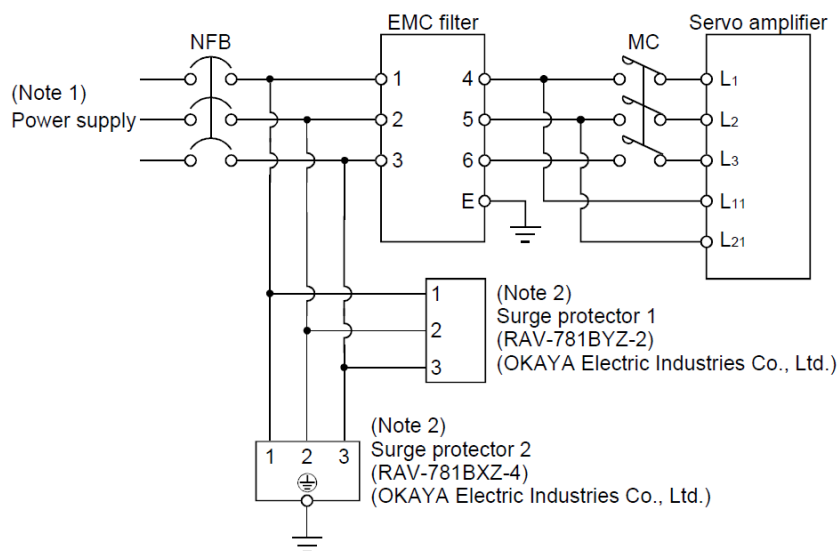 EMC filter
Servo amplifier
NFB
MC
(Note 1)
Power supply
1
2
3
4
5
6
E
L1
L2
L3
L11
L21
1
2
3
(Note 2)
Surge protector 1
(RAV-781BYZ-2)
(OKAYA Electric Industries Co., Ltd.)
(Note 2)
Surge protector 2
(RAV-781BXZ-4)
(OKAYA Electric Industries Co., Ltd.)
1 2 3